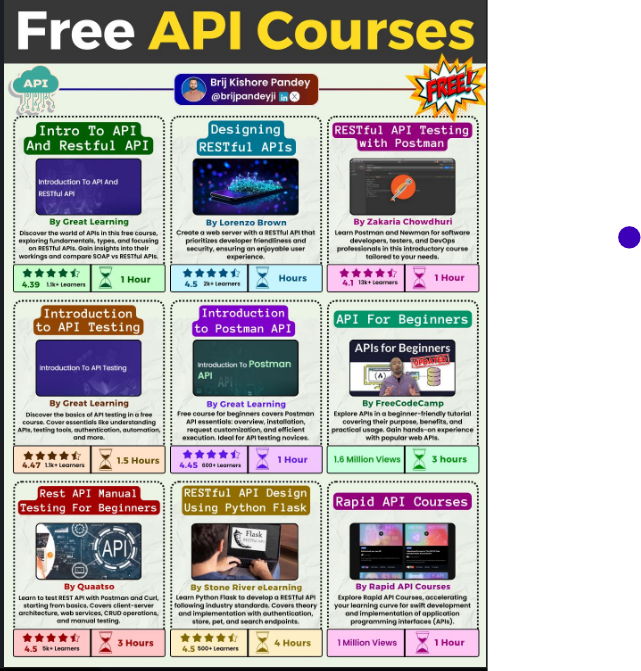 Free API Courses
API
Brij Kishore Pandey
@brijpandeyji in X
FREE!
Intro To API
And Restful API
Introduction To API And
RESTful API
By Great Learning
Discover the world of APIs in this free course,
exploring fundamentals, types, and focusing
on RESTful APIs. Gain insights into their
workings and compare SOAP vs RESTful APIs.
4.39 1.1k+ Learners
1 Hour
Designing
RESTful APIs
By Lorenzo Brown
Create a web server with a RESTful API that
prioritizes developer friendliness and
security, ensuring an enjoyable user
experience.
4.5 2k+ Learners
Hours
RESTful API Testing
with Postman
By Zakaria Chowdhuri
Learn Postman and Newman for software
developers, testers, and DevOps
professionals in this introductory course
tailored to your needs.
4.1 13k+ Learners
1 Hour
Introduction
to API Testing
Introduction To API Testing
By Great Learning
Discover the basics of API testing in a free
course. Cover essentials like understanding
APIs, testing tools, authentication, automation,
and more.
4.47 1.1k+ Learners
1.5 Hours
Introduction
to Postman API
Introduction To Postman
API
By Great Learning
Free course for beginners covers Postman
API essentials: overview, installation,
request customization, and efficient
execution. Ideal for API testing novices.
4.45 600+ Learners
1 Hour
API For Beginners
APIs for Beginners
UPDATED
By FreeCodeCamp
Explore APIs in a beginner-friendly tutorial
covering their purpose, benefits, and
practical usage. Gain hands-on experience
with popular web APIs.
1.6 Million Views
3 hours
Rest API Manual
Testing For Beginners
API
By Quaatso
Learn to test REST API with Postman and Curl,
starting from basics. Covers client-server
architecture, web services, CRUD operations,
and manual testing.
4.5 5k+ Learners
3 Hours
RESTful API Design
Using Python Flask
Flask
RESTful API
By Stone River eLearning
Learn Python Flask to develop a RESTful API
following industry standards. Covers theory
and implementation with authentication,
store, pet, and search endpoints.
4.5 500+ Learners
4 Hours
Rapid API Courses
By Rapid API Courses
Explore Rapid API Courses, accelerating
your learning curve for swift development
and implementation of application
programming interfaces (APIs).
1 Million Views
1 Hour